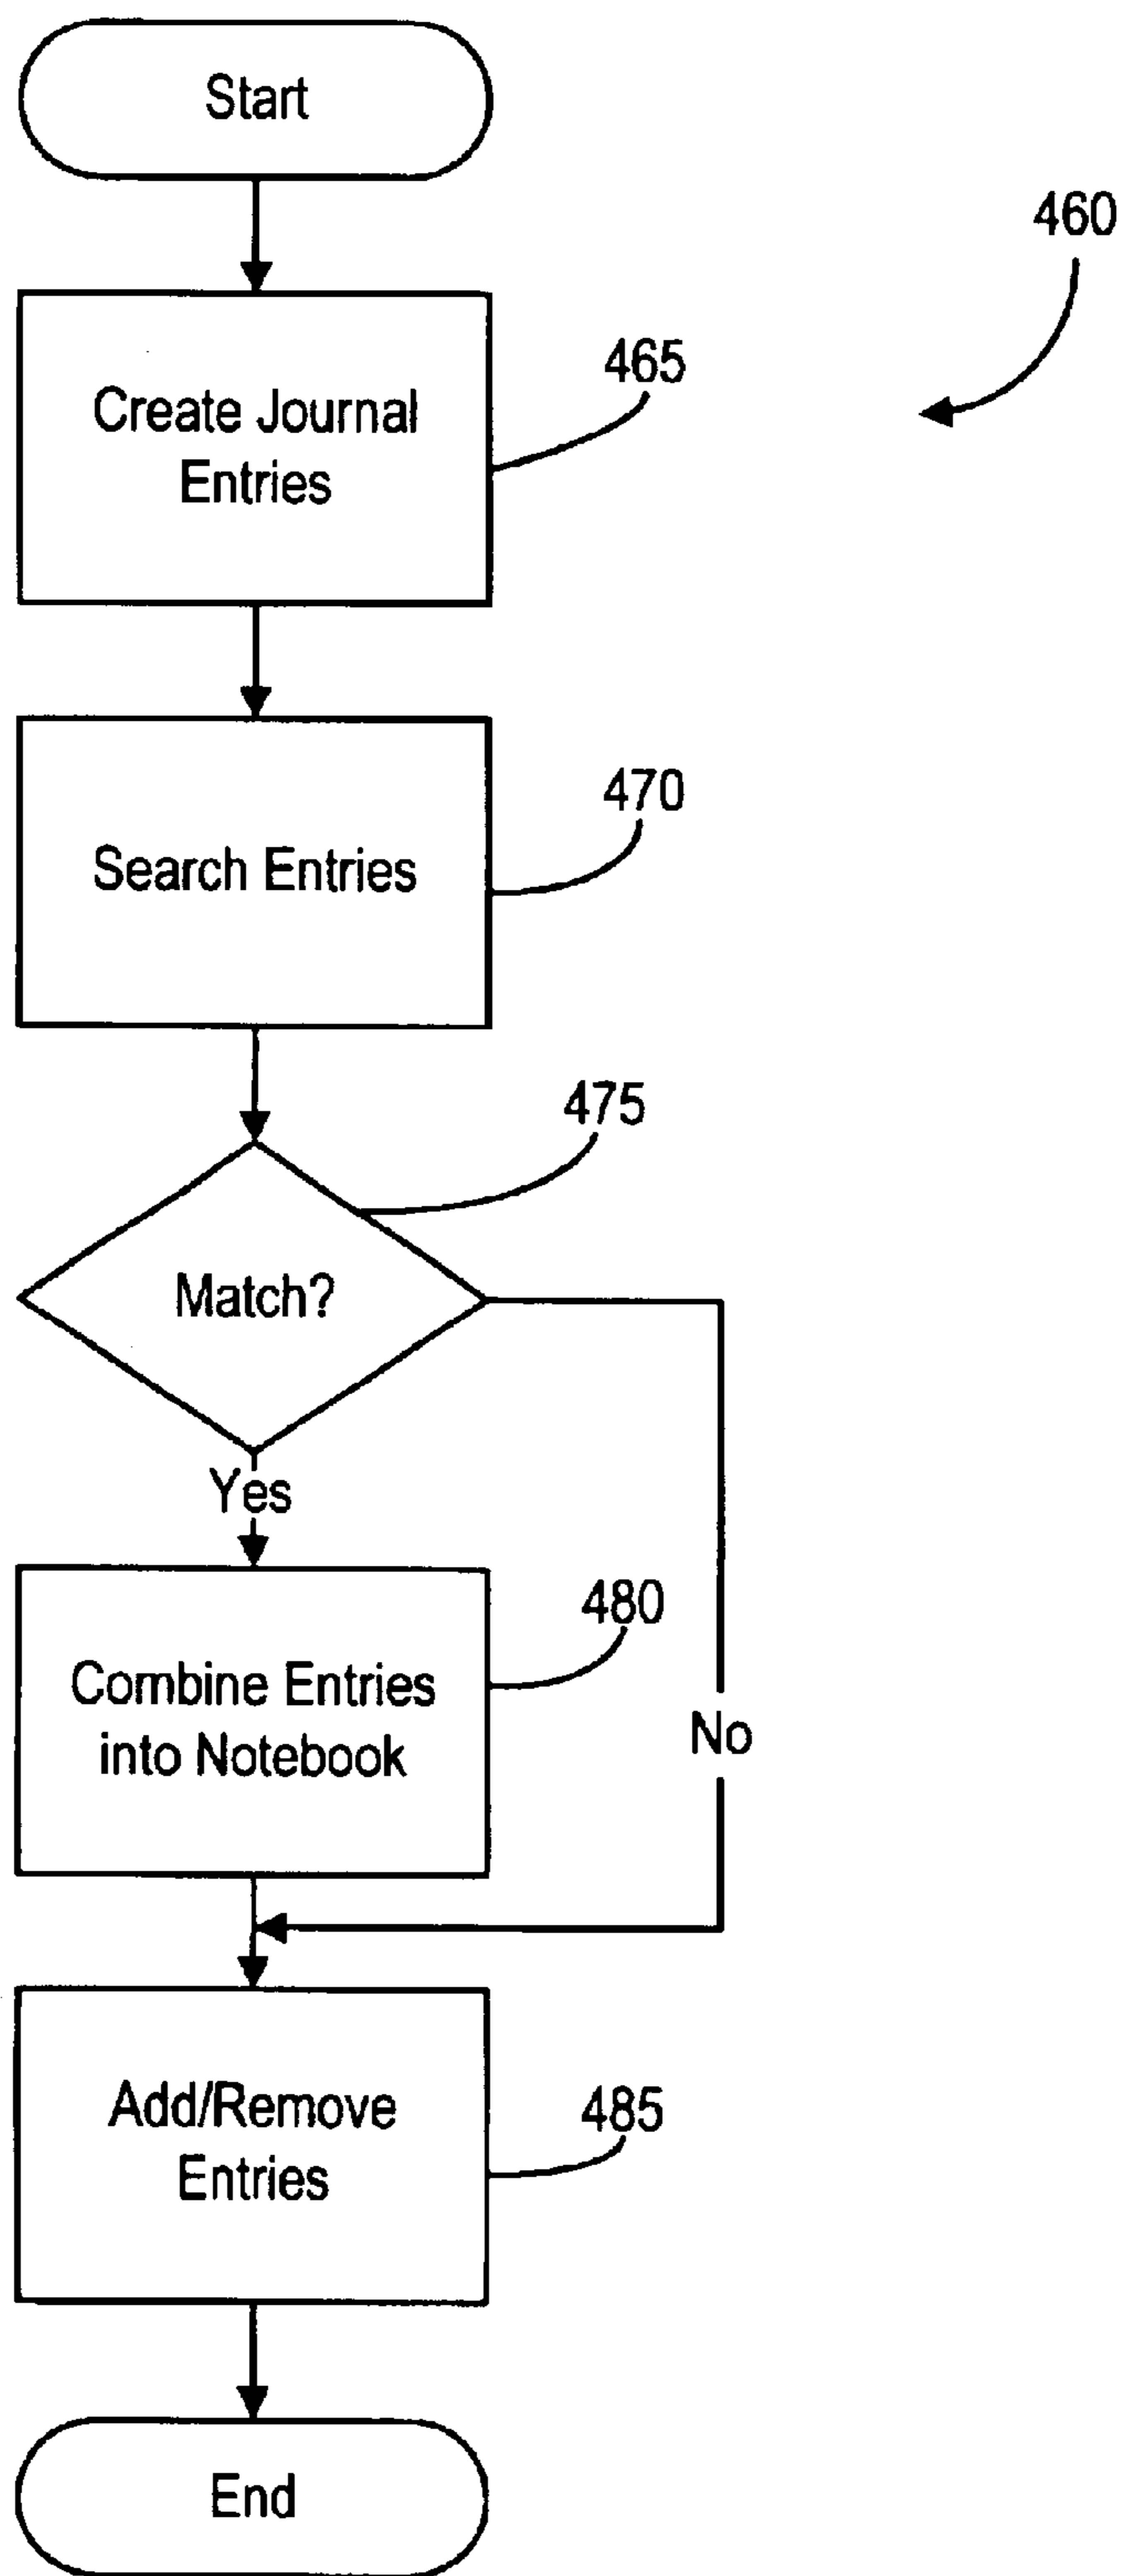 Start
460
465
Create Journal
Entries
470
Search Entries
475
Match?
Yes
480
Combine Entries
into Notebook
No
Add/Remove
Entries
485
End